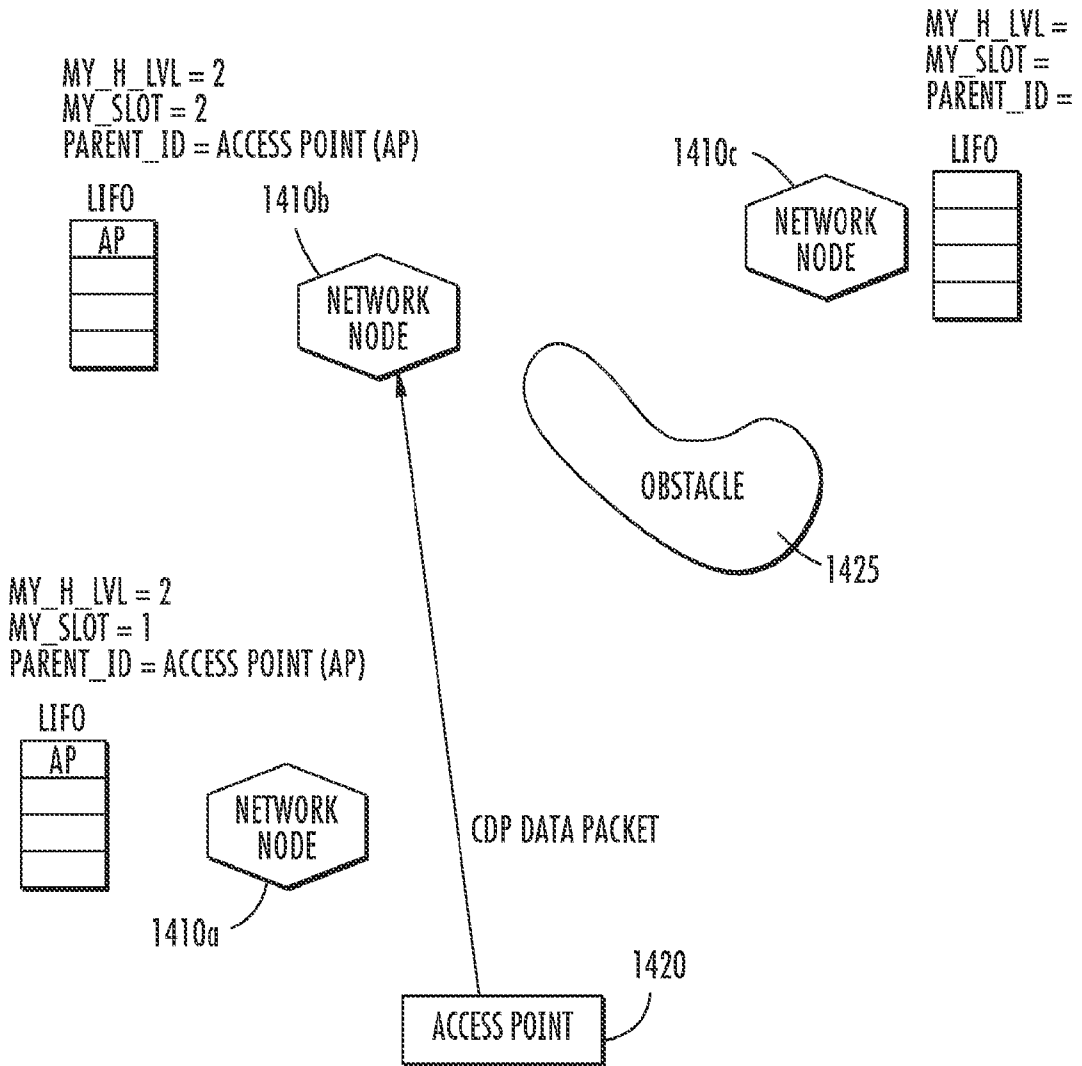 MY_H_LVL =
MY_SLOT =
PARENT_ID =
LIFO
1410c
NETWORK
NODE
MY_H_LVL = 2
MY_SLOT = 2
PARENT_ID = ACCESS POINT (AP)
LIFO
AP
1410b
NETWORK
NODE
OBSTACLE
1425
MY_H_LVL = 2
MY_SLOT = 1
PARENT_ID = ACCESS POINT (AP)
LIFO
AP
NETWORK
NODE
1410a
CDP DATA PACKET
1420
ACCESS POINT